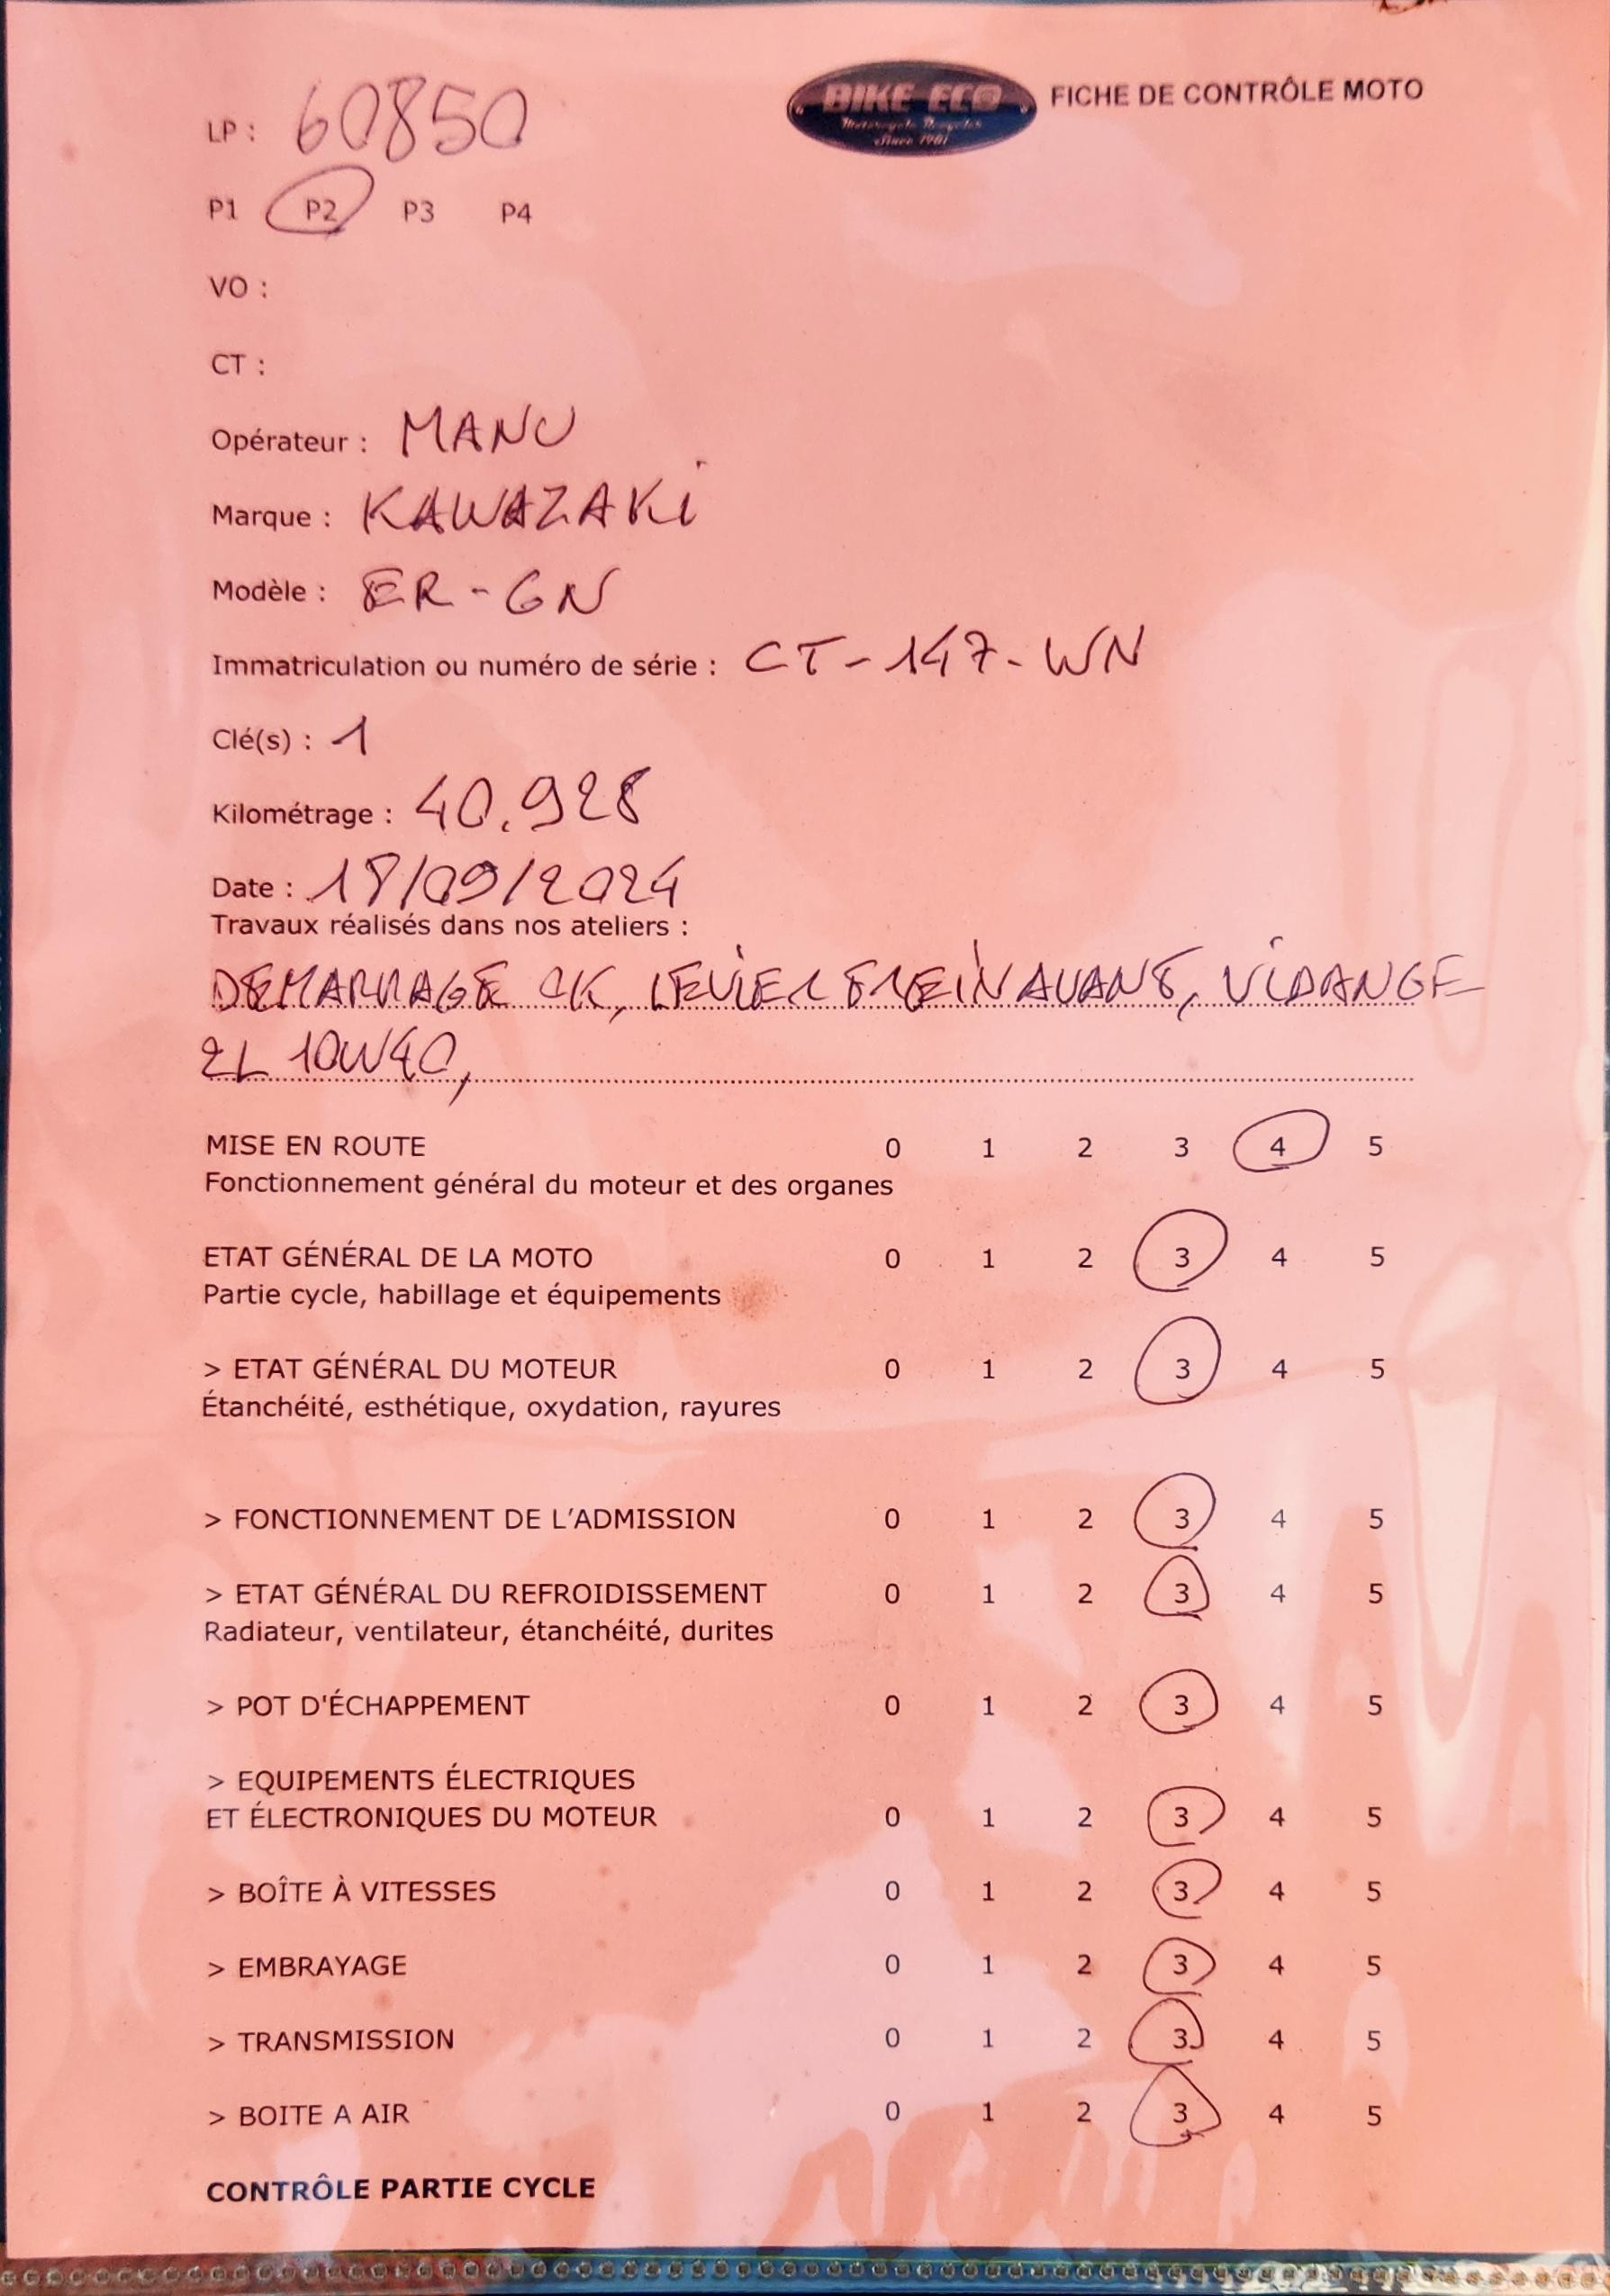 BIKE ECO
Motorcycle Recycler
Since 1981
FICHE DE CONTRÔLE MOTO
LP : 60850
P1 P2 P3 P4
VO :
CT :
Opérateur : MANU
Marque : KAWAZAKI
Modèle : ER-6N
Immatriculation ou numéro de série : CT-147-WN
Clé(s) : 1
Kilométrage : 40.928
Date : 18/09/2024
Travaux réalisés dans nos ateliers :
DEMARRAGE OK, LEVIER FREIN AVANT, VIDANGE
2L 10W40,
MISE EN ROUTE 0 1 2 3 4 5
Fonctionnement général du moteur et des organes
ETAT GÉNÉRAL DE LA MOTO 0 1 2 3 4 5
Partie cycle, habillage et équipements
> ETAT GÉNÉRAL DU MOTEUR 0 1 2 3 4 5
Étanchéité, esthétique, oxydation, rayures
> FONCTIONNEMENT DE L'ADMISSION 0 1 2 3 4 5
> ETAT GÉNÉRAL DU REFROIDISSEMENT 0 1 2 3 4 5
Radiateur, ventilateur, étanchéité, durites
> POT D'ÉCHAPPEMENT 0 1 2 3 4 5
> EQUIPEMENTS ÉLECTRIQUES
ET ÉLECTRONIQUES DU MOTEUR 0 1 2 3 4 5
> BOÎTE À VITESSES 0 1 2 3 4 5
> EMBRAYAGE 0 1 2 3 4 5
> TRANSMISSION 0 1 2 3 4 5
> BOITE A AIR 0 1 2 3 4 5
CONTRÔLE PARTIE CYCLE